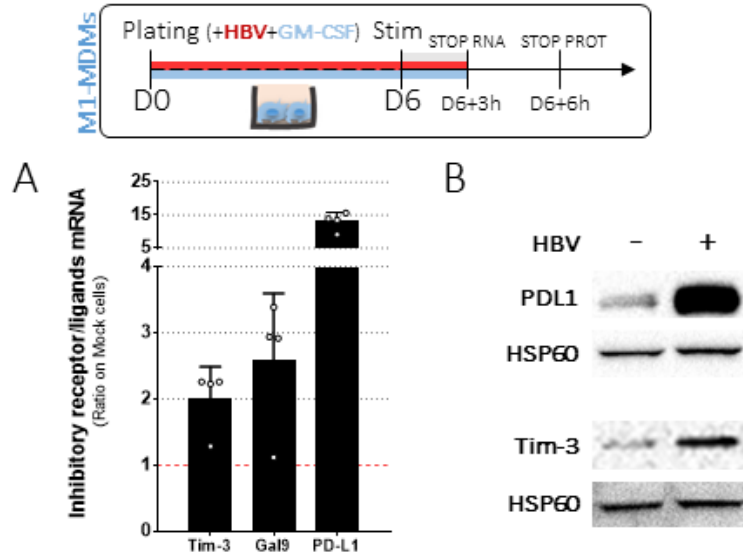 M1-MDMs
Plating (+HBV+GM-CSF) Stim
STOP RNA STOP PROT
D0 D6 D6+3h D6+6h
A
Inhibitory receptor/ligands mRNA
(Ratio on Mock cells)
25
15
5
4
3
2
1
0
Tim-3 Gal9 PD-L1
B
HBV - +
PDL1
HSP60
Tim-3
HSP60